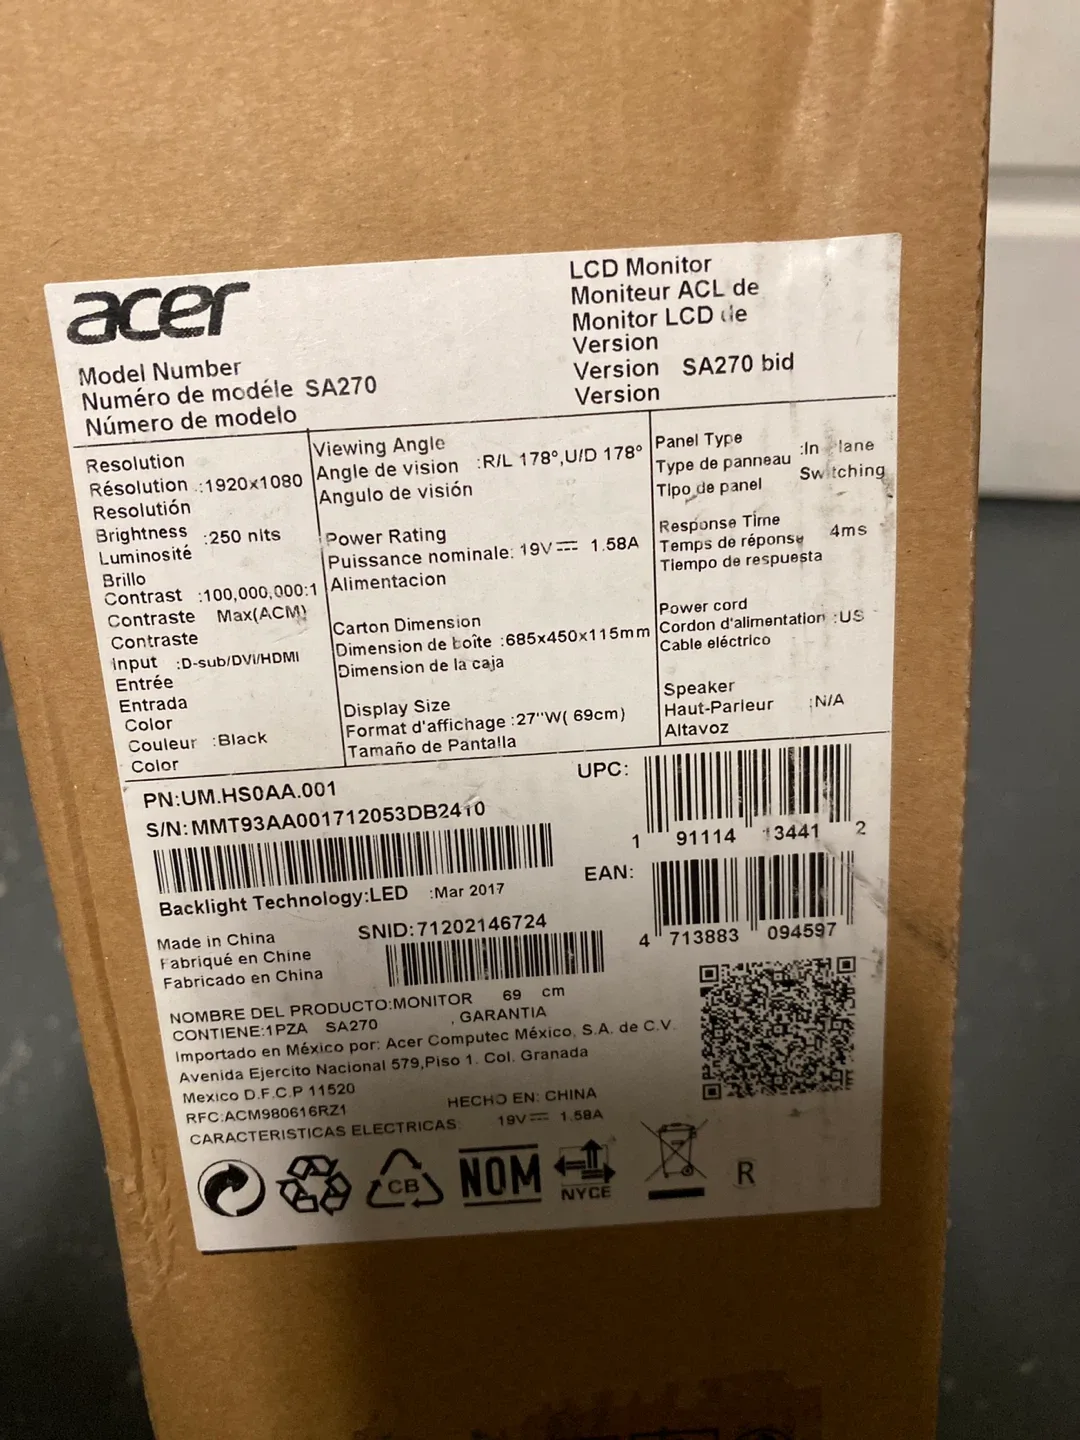 acer
LCD Monitor
Moniteur ACL de
Monitor LCD de
Version
Version SA270 bid
Version
Model Number
Numéro de modéle SA270
Número de modelo
Resolution
Résolution .:1920x1080
Resolutión
Brightness
Luminosité :250 nits
Brillo
Contrast :100,000,000:1
Contraste Max(ACM)
Contraste
Input :D-sub/DVI/HDMI
Entrée
Entrada
Color
Couleur :Black
Color
Viewing Angle
Angle de vision :R/L 178°,U/D 178°
Angulo de visión
Power Rating
Puissance nominale: 19V⎓ 1.58A
Alimentacion
Carton Dimension
Dimension de boîte :685x450x115mm
Dimension de la caja
Display Size
Format d'affichage :27"W( 69cm)
Tamaño de Pantalla
Panel Type
Type de panneau :In Plane
Tipo de panel Switching
Response Time
Temps de réponse 4ms
Tiempo de respuesta
Power cord
Cordon d'alimentation :US
Cable eléctrico
Speaker
Haut-Parleur :N/A
Altavoz
PN:UM.HS0AA.001
S/N:MMT93AA001712053DB2410
Backlight Technology:LED :Mar 2017
UPC:
1 91114 13441 2
EAN:
4 713883 094597
Made in China
Fabriqué en Chine
Fabricado en China
SNID:71202146724
NOMBRE DEL PRODUCTO:MONITOR 69 cm
CONTIENE:1PZA SA270 , GARANTIA
Importado en México por: Acer Computec México, S.A. de C.V.
Avenida Ejercito Nacional 579,Piso 1. Col. Granada
Mexico D.F.C.P 11520
RFC:ACM980616RZ1 HECHO EN: CHINA
CARACTERISTICAS ELECTRICAS: 19V⎓ 1.58A
CB
NOM
NYCE
R